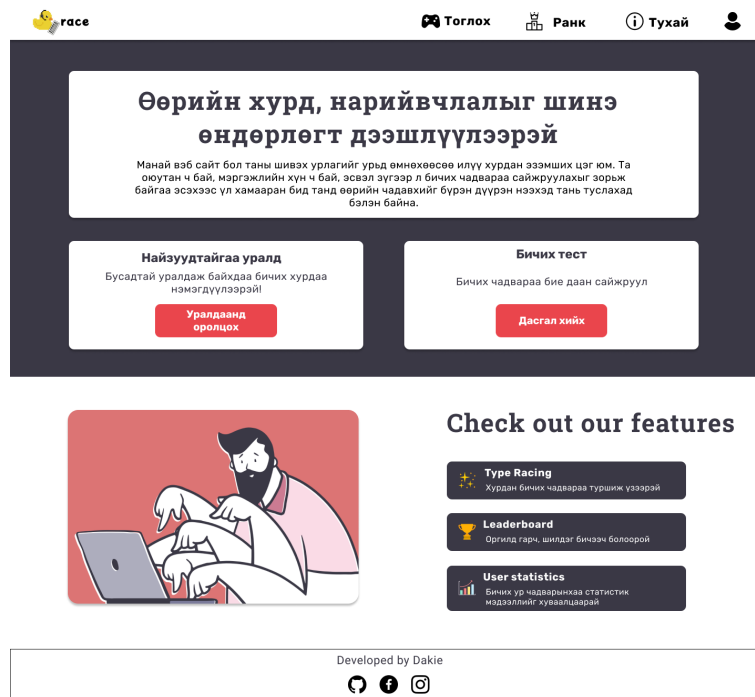 race
Тоглох
Ранк
Тухай
Өөрийн хурд, нарийвчлалыг шинэ
өндөрлөгт дээшлүүлээрэй
Манай вэб сайт бол таны шивэх урлагийг урьд өмнөхөөсөө илүү хурдан эзэмших цэг юм. Та
оюутан ч бай, мэргэжлийн хүн ч бай, эсвэл зүгээр л бичих чадвараа сайжруулахыг зорьж
байгаа эсэхээс үл хамааран бид танд өөрийн чадавхийг бүрэн дүүрэн нээхэд тань туслахад
бэлэн байна.
Найзуудтайгаа уралд
Бусадтай уралдаж байхдаа бичих хурдаа
нэмэгдүүлээрэй!
Уралдаанд
оролцох
Бичих тест
Бичих чадвараа бие даан сайжруул
Дасгал хийх
Check out our features
Type Racing
Хурдан бичих чадвараа туршиж үзээрэй
Leaderboard
Оргилд гарч, шилдэг бичээч болоорой
User statistics
Бичих ур чадварынхаа статистик
мэдээллийг хуваалцаарай
Developed by Dakie